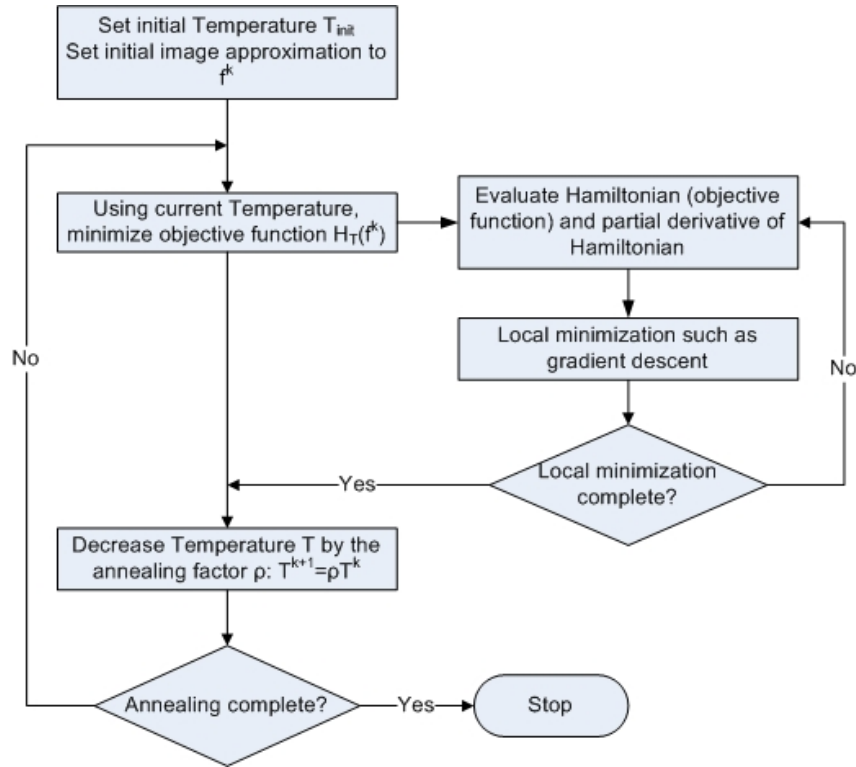 Set initial Temperature T_init
Set initial image approximation to
f^k
Using current Temperature,
minimize objective function H_T(f^k)
Evaluate Hamiltonian (objective
function) and partial derivative of
Hamiltonian
Local minimization such as
gradient descent
No
No
Local minimization
complete?
Yes
Decrease Temperature T by the
annealing factor ρ: T^k+1=ρT^k
Annealing complete?
Yes
Stop